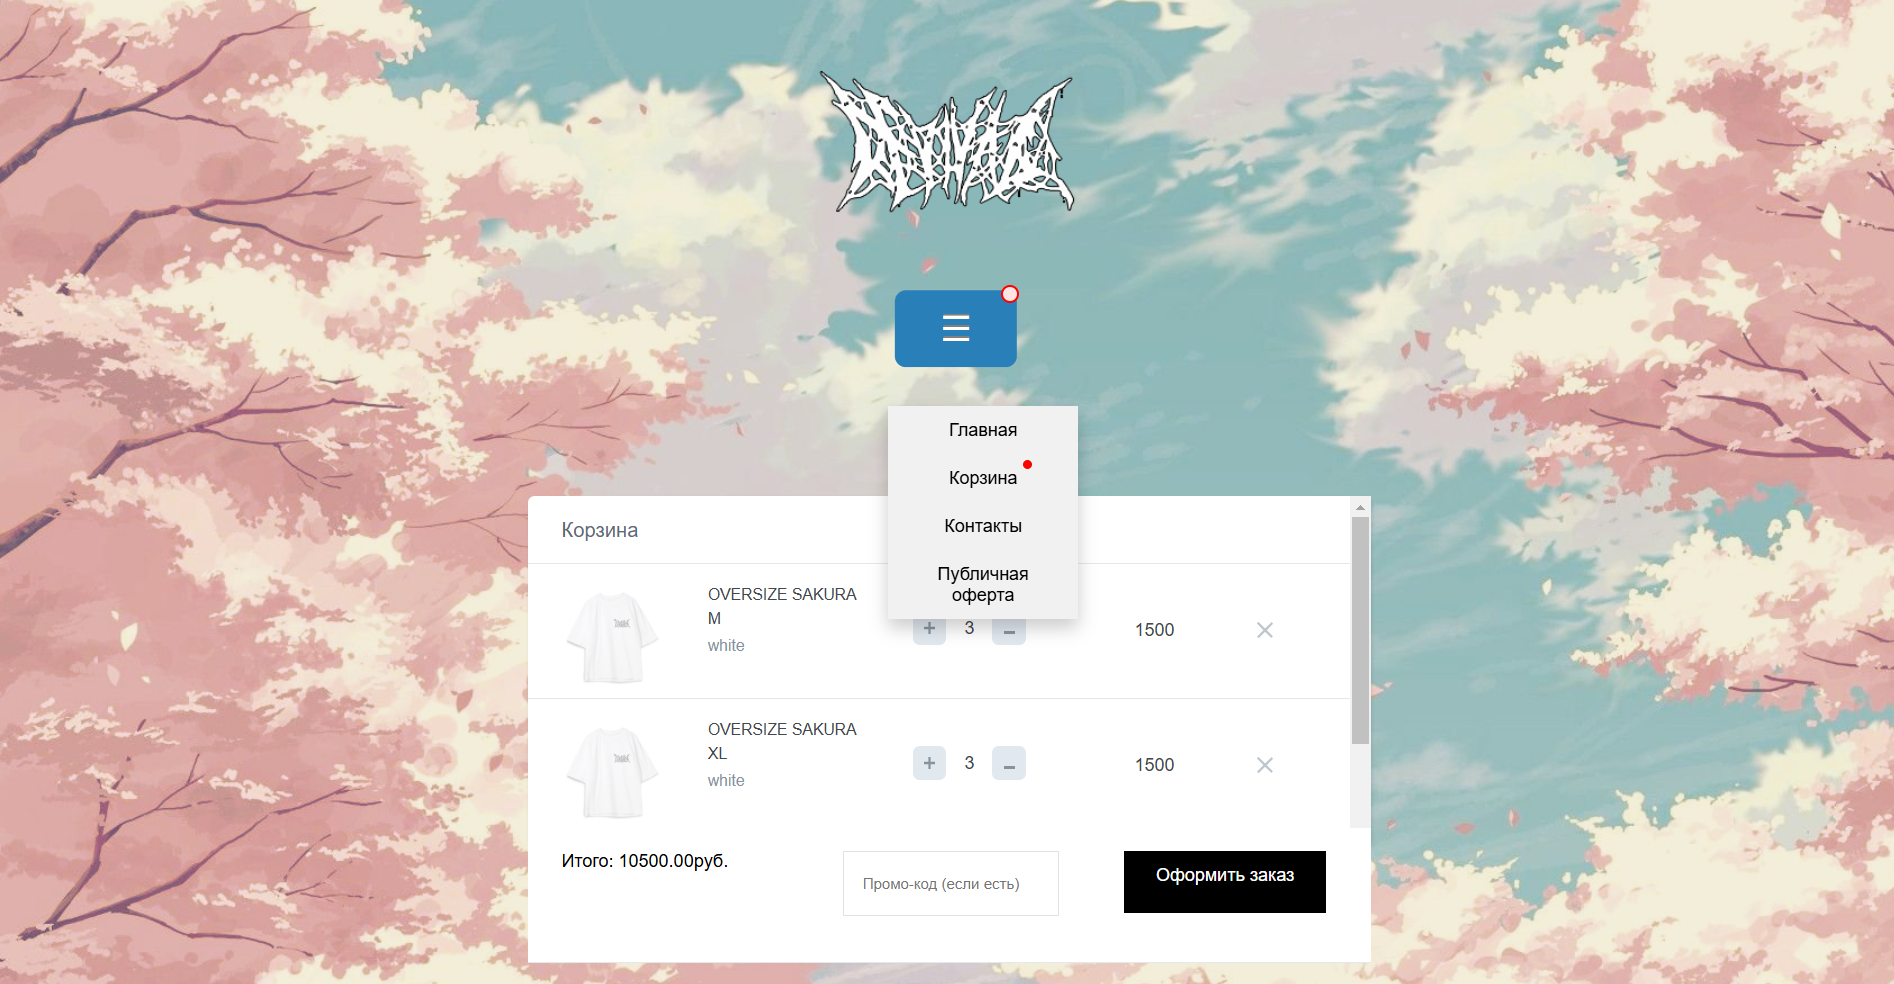 Главная
Корзина
Контакты
Публичная
оферта
Корзина
OVERSIZE SAKURA
M
white
+ 3 -
1500
OVERSIZE SAKURA
XL
white
+ 3 -
1500
Итого: 10500.00руб.
Промо-код (если есть)
Оформить заказ